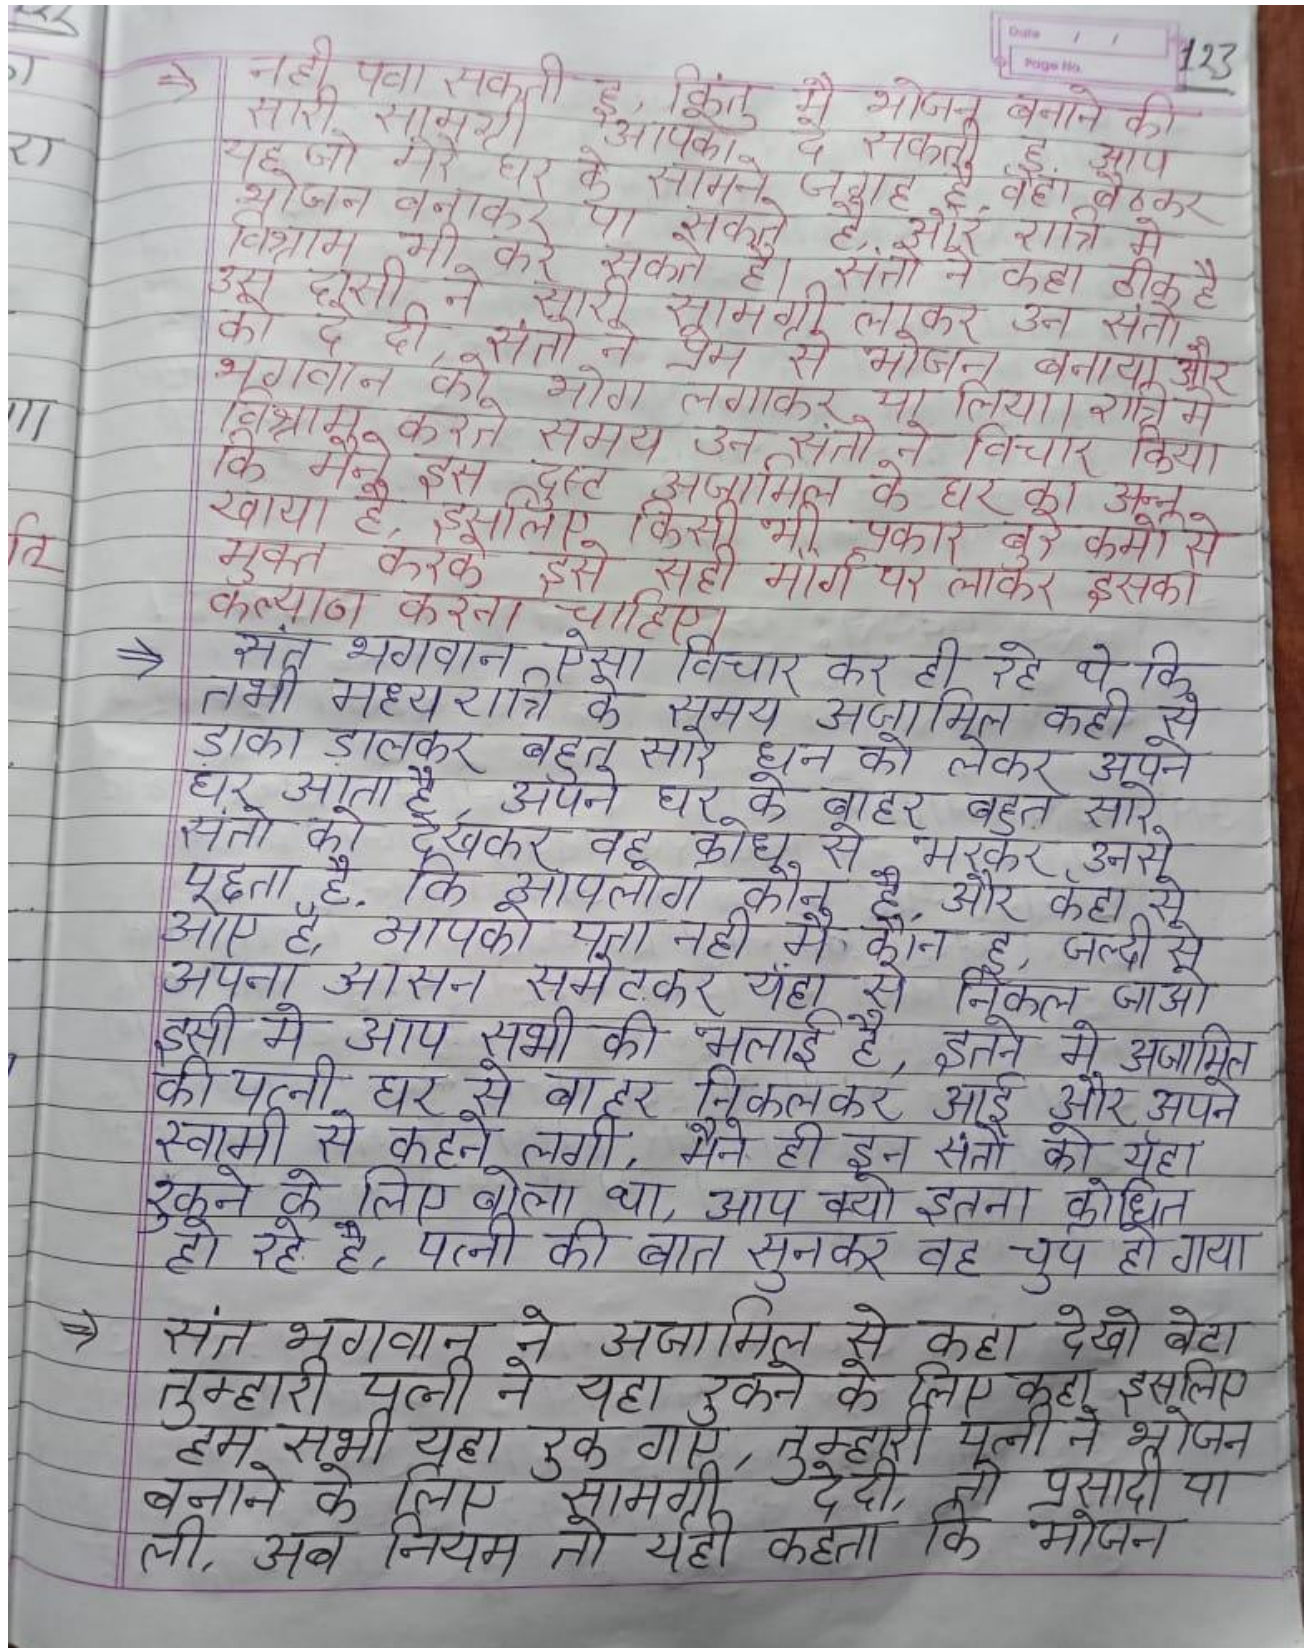 Date / /
Page No.
123
⇒ नही पवा सकती हू, किंतु मै भोजन बनाने की
सारी सामग्री आपको दे सकती हू आप
यह जो मेरे घर के सामने जगह है, वहां बैठकर
भोजन बनाकर पा सकते है, और रात्रि मे
विश्राम भी कर सकते है। संतो ने कहा ठीक है
उस दासी ने सारी सामग्री लाकर उन संतो
को दे दी, संतो ने प्रेम से भोजन बनाया और
भगवान को भोग लगाकर पा लिया। रात्रि मे
विश्राम करते समय उन संतो ने विचार किया
कि मैने इस दुस्ट अजामिल के घर का अन्न
खाया है, इसलिए किसी भी प्रकार बुरे कर्मो से
मुक्त करके इसे सही मार्ग पर लाकर इसका
कल्याण करना चाहिए।
⇒ संत भगवान ऐसा विचार कर ही रहे थे कि
तभी मध्यरात्रि के समय अजामिल कही से
डाका डालकर बहुत सारे धन को लेकर अपने
घर आता है, अपने घर के बाहर बहुत सारे
संतो को देखकर वह क्रोध से भरकर उनसे
पूछता है. कि आपलोग कौन है, और कहा से
आए है, आपको पता नही मै कौन हू, जल्दी से
अपना आसन समेटकर यंहा से निकल जाओ
इसी मे आप सभी की भलाई है, इतने मे अजामिल
की पत्नी घर से बाहर निकलकर आई और अपने
स्वामी से कहने लगी, मैने ही इन संतो को यंहा
रुकने के लिए बोला था, आप क्यो इतना क्रोधित
हो रहे है, पत्नी की बात सुनकर वह चुप हो गया
⇒ संत भगवान ने अजामिल से कहा देखो बेटा
तुम्हारी पत्नी ने यहा रुकने के लिए कहा इसलिए
हम सभी यहा रुक गए, तुम्हारी पत्नी ने भोजन
बनाने के लिए सामग्री दे दी, तो प्रसादी पा
ली, अब नियम तो यही कहता कि भोजन